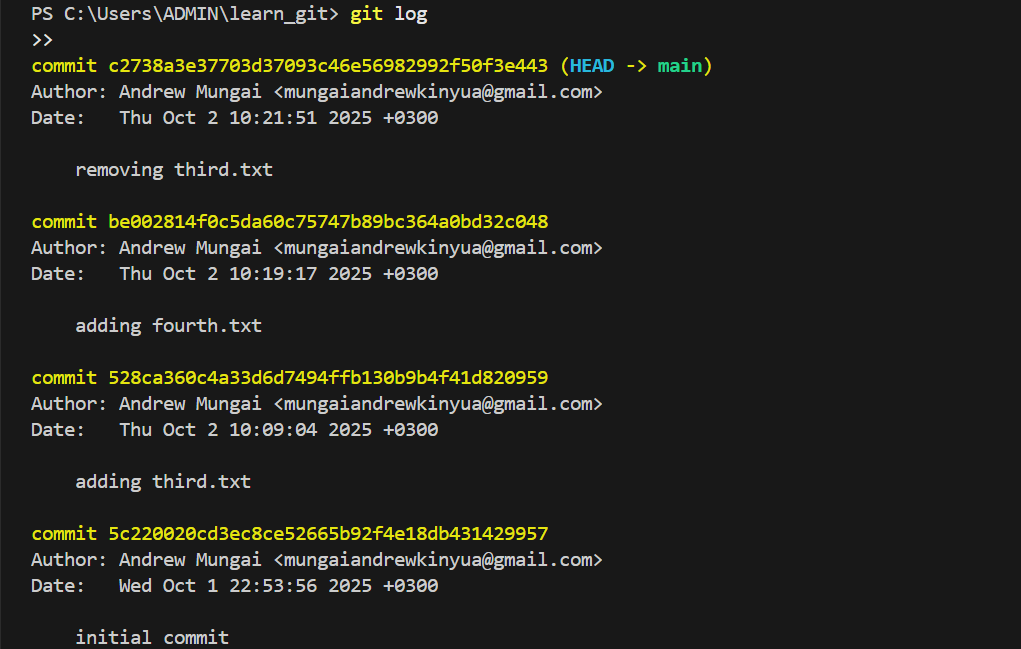 PS C:\Users\ADMIN\learn_git> git log
>>
commit c2738a3e37703d37093c46e56982992f50f3e443 (HEAD -> main)
Author: Andrew Mungai <mungaiandrewkinyua@gmail.com>
Date:   Thu Oct 2 10:21:51 2025 +0300
removing third.txt
commit be002814f0c5da60c75747b89bc364a0bd32c048
Author: Andrew Mungai <mungaiandrewkinyua@gmail.com>
Date:   Thu Oct 2 10:19:17 2025 +0300
adding fourth.txt
commit 528ca360c4a33d6d7494ffb130b9b4f41d820959
Author: Andrew Mungai <mungaiandrewkinyua@gmail.com>
Date:   Thu Oct 2 10:09:04 2025 +0300
adding third.txt
commit 5c220020cd3ec8ce52665b92f4e18db431429957
Author: Andrew Mungai <mungaiandrewkinyua@gmail.com>
Date:   Wed Oct 1 22:53:56 2025 +0300
initial commit